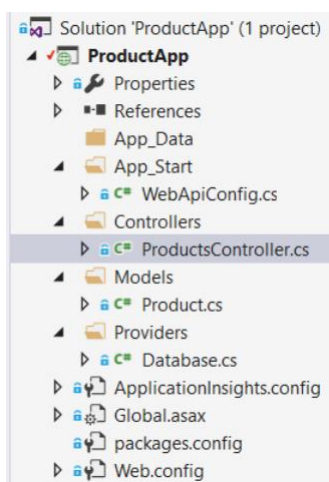 Solution 'ProductApp' (1 project)
ProductApp
Properties
References
App_Data
App_Start
C# WebApiConfig.cs
Controllers
C# ProductsController.cs
Models
C# Product.cs
Providers
C# Database.cs
ApplicationInsights.config
Global.asax
packages.config
Web.config